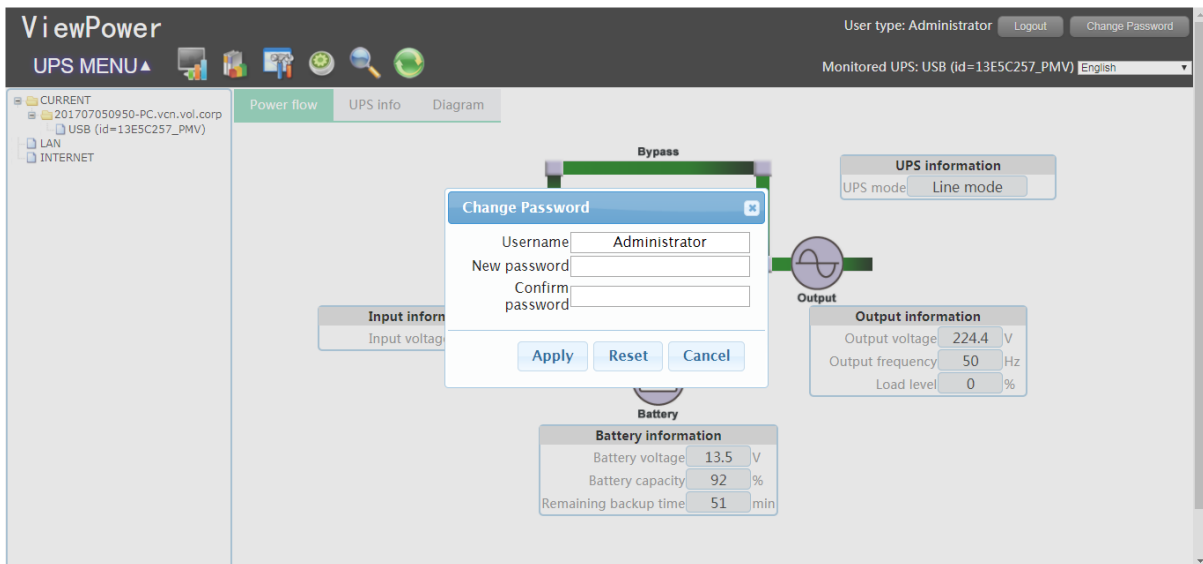 ViewPower
User type: Administrator Logout Change Password
UPS MENU▲
Monitored UPS: USB (id=13E5C257_PMV) English
CURRENT
201707050950-PC.vcn.vol.corp
USB (id=13E5C257_PMV)
LAN
INTERNET
Power flow UPS info Diagram
Bypass
UPS information
UPS mode Line mode
Change Password
Username Administrator
New password
Confirm
password
Apply Reset Cancel
Input inform
Input voltag
Output
Output information
Output voltage 224.4 V
Output frequency 50 Hz
Load level 0 %
Battery
Battery information
Battery voltage 13.5 V
Battery capacity 92 %
Remaining backup time 51 min